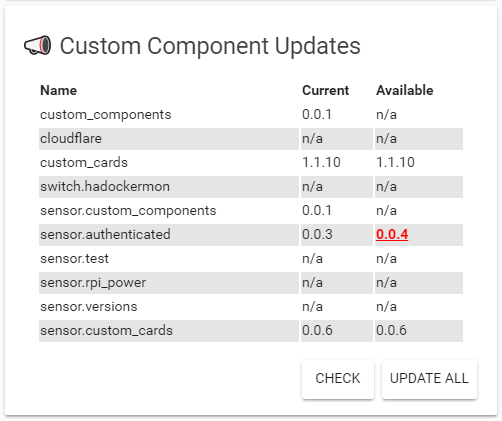 Custom Component Updates
Name Current Available
custom_components 0.0.1 n/a
cloudflare n/a n/a
custom_cards 1.1.10 1.1.10
switch.hadockermon n/a n/a
sensor.custom_components 0.0.1 n/a
sensor.authenticated 0.0.3 0.0.4
sensor.test n/a n/a
sensor.rpi_power n/a n/a
sensor.versions n/a n/a
sensor.custom_cards 0.0.6 0.0.6
CHECK UPDATE ALL